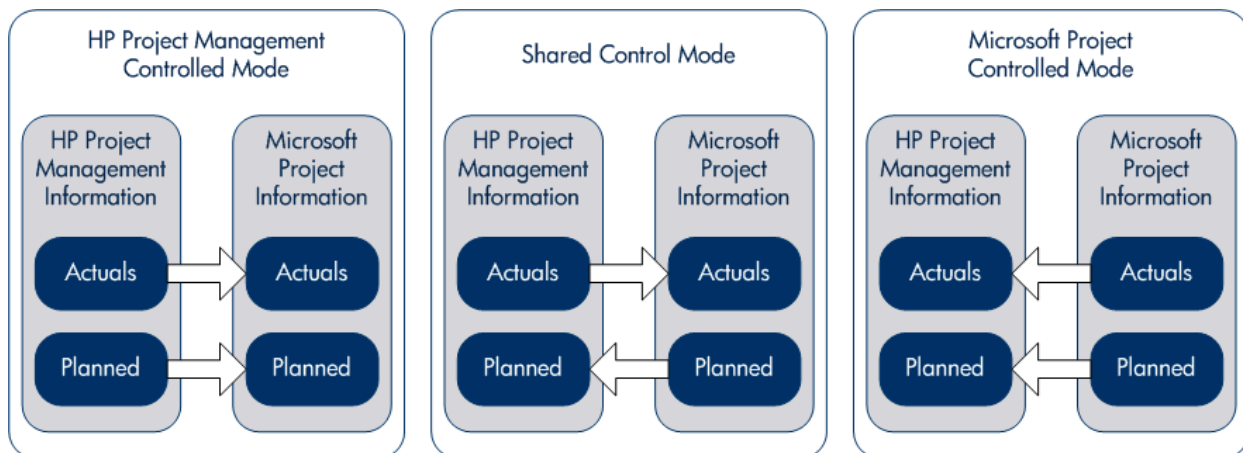 HP Project Management
Controlled Mode
HP Project
Management
Information
Microsoft
Project
Information
Actuals
Actuals
Planned
Planned
Shared Control Mode
HP Project
Management
Information
Microsoft
Project
Information
Actuals
Actuals
Planned
Planned
Microsoft Project
Controlled Mode
HP Project
Management
Information
Microsoft
Project
Information
Actuals
Actuals
Planned
Planned